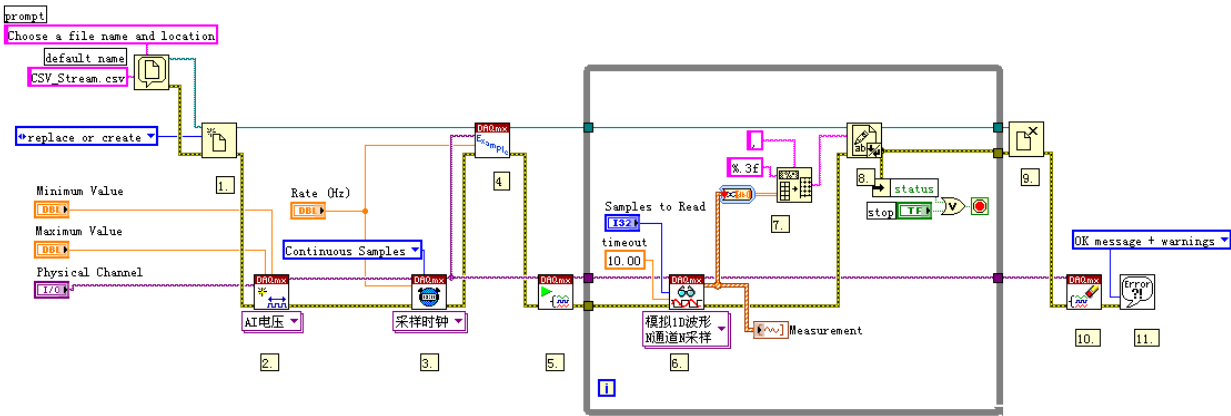 prompt
Choose a file name and location
default name
CSV_Stream.csv
replace or create
1.
Minimum Value
DBL
Maximum Value
DBL
Physical Channel
I/O
AI电压
2.
Rate (Hz)
DBL
Continuous Samples
采样时钟
3.
DAQmx
Example
4
DAQmx
DAQmx
DAQmx
5.
Samples to Read
I32
timeout
10.00
DAQmx
模拟1D波形
N通道N采样
6.
Measurement
,
%.3f
7.
ab
8.
status
stop
TF
i
9.
OK message + warnings
DAQmx
10.
Error
?!
11.